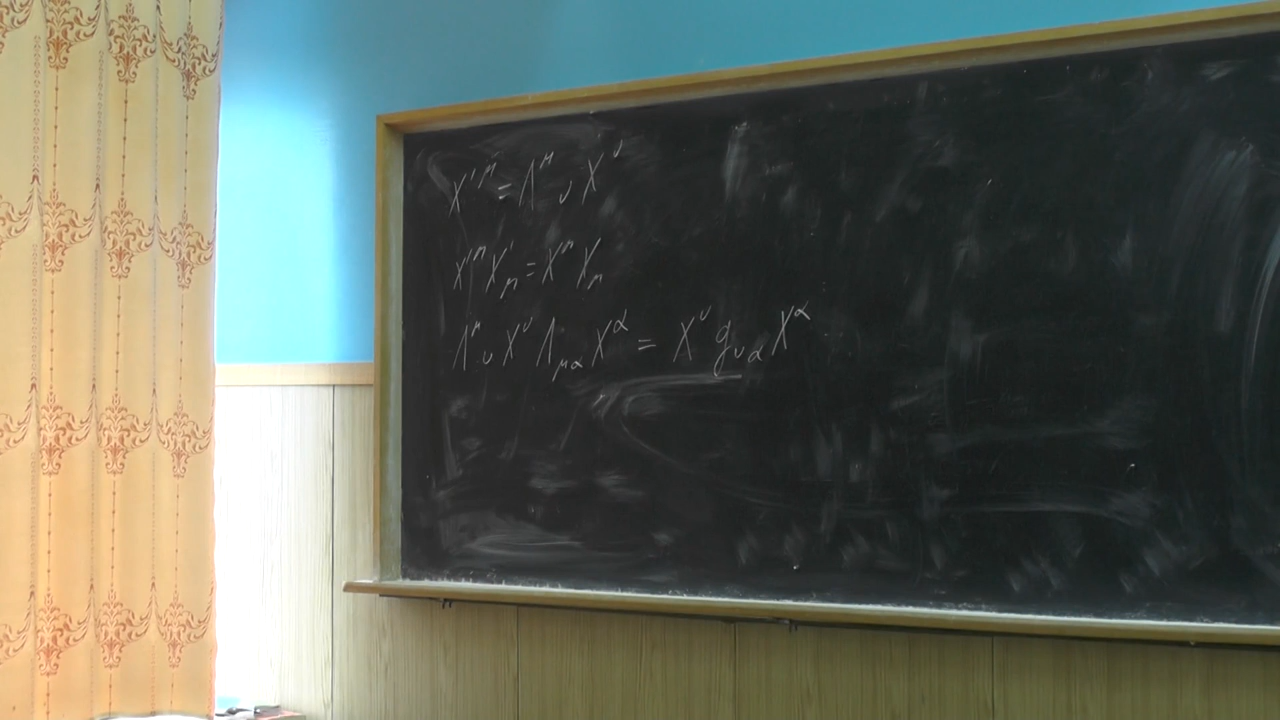 x'^μ = Λ^μ_ν x^ν
x'^μ x'_μ = x^μ x_μ
Λ^μ_ν x^ν Λ_μα x^α = x^ν g_να x^α